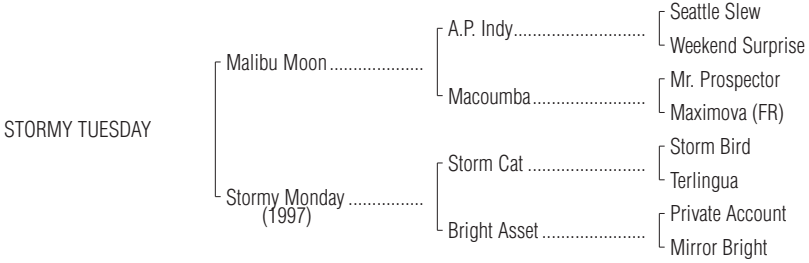 Seattle Slew
A.P. Indy..............................
Weekend Surprise
Malibu Moon .....................
Mr. Prospector
Macoumba..........................
Maximova (FR)
STORMY TUESDAY
Storm Bird
Storm Cat ...........................
Terlingua
Stormy Monday .................
(1997)
Private Account
Bright Asset ........................
Mirror Bright